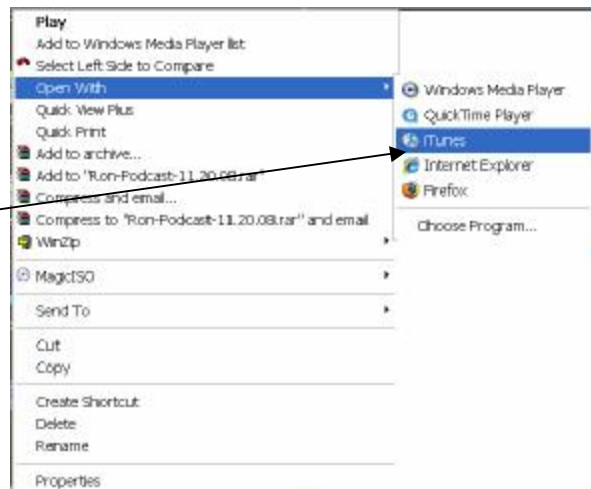 Play
Add to Windows Media Player list
Select Left Side to Compare
Open With
Quick View Plus
Quick Print
Add to archive...
Add to "Ron-Podcast-11.20.08.rar"
Compress and email...
Compress to "Ron-Podcast-11.20.08.rar" and email
WinZip
MagicISO
Send To
Cut
Copy
Create Shortcut
Delete
Rename
Properties
Windows Media Player
QuickTime Player
iTunes
Internet Explorer
Firefox
Choose Program...